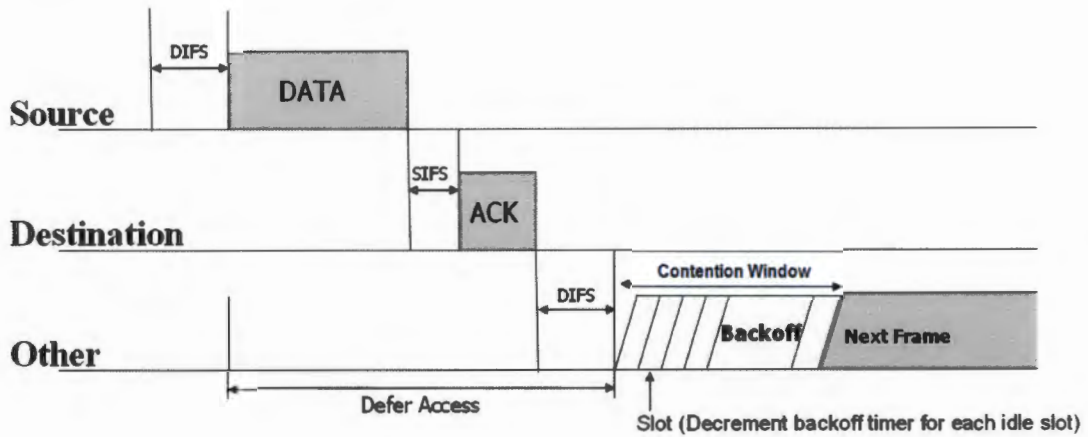 DIFS
DATA
Source
SIFS
ACK
Destination
Contention Window
DIFS
Backoff
Next Frame
Other
Defer Access
Slot (Decrement backoff timer for each idle slot)